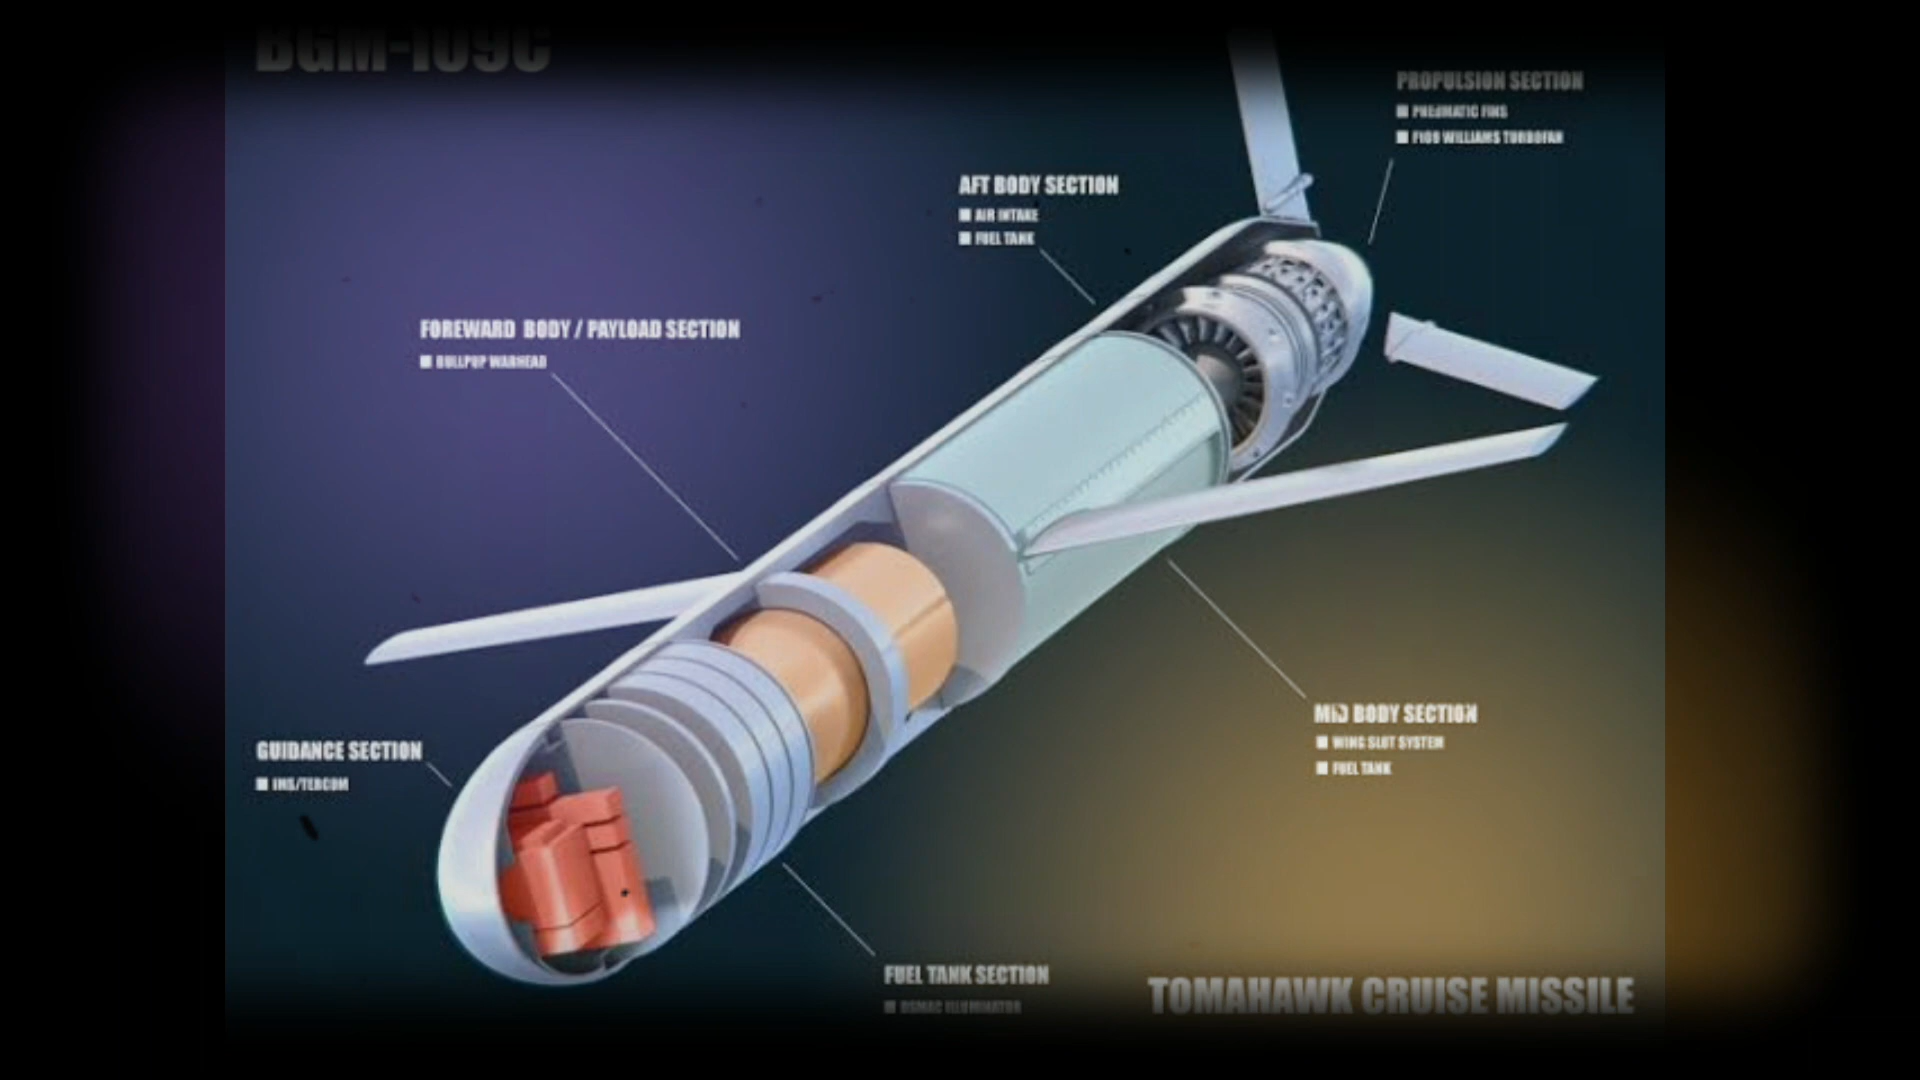 BGM-109C
PROPULSION SECTION
PNEUMATIC FINS
F109 WILLIAMS TURBOFAN
AFT BODY SECTION
AIR INTAKE
FUEL TANK
FOREWARD BODY / PAYLOAD SECTION
BULLPUP WARHEAD
MID BODY SECTION
WING SLOT SYSTEM
FUEL TANK
GUIDANCE SECTION
INS/TERCOM
FUEL TANK SECTION
DSMAC ILLUMINATOR
TOMAHAWK CRUISE MISSILE